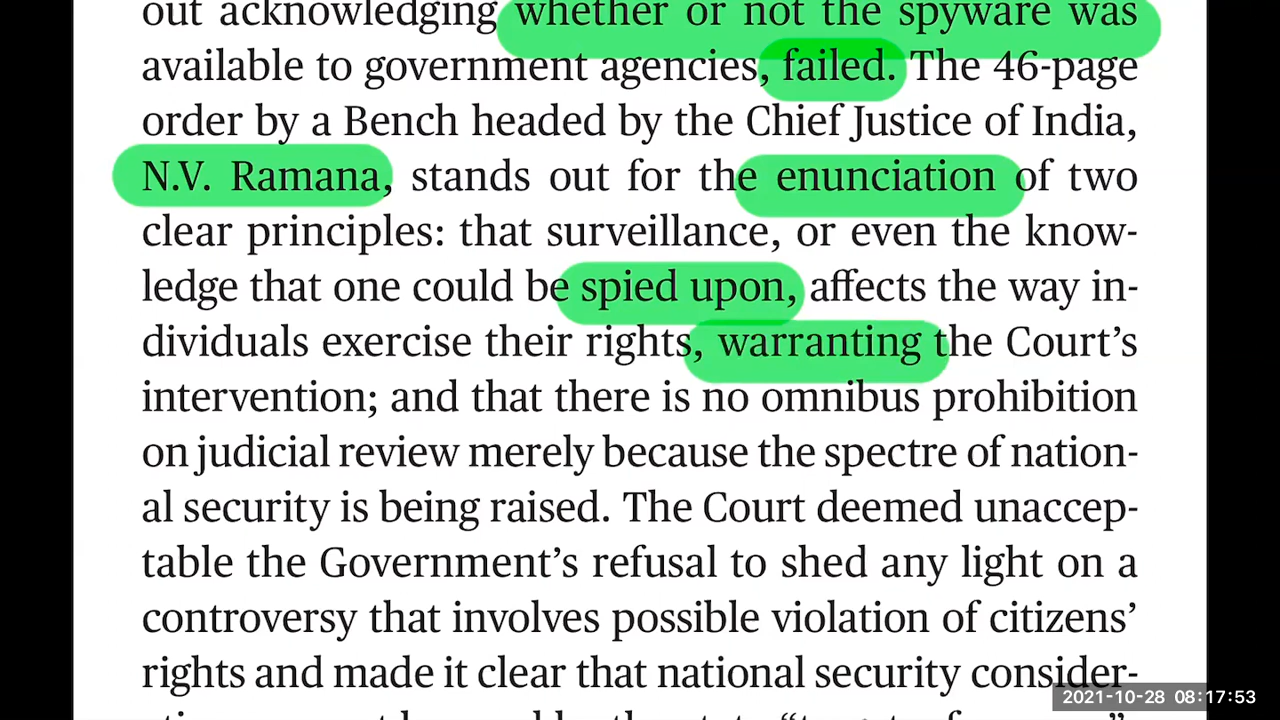 out acknowledging whether or not the spyware was
available to government agencies, failed. The 46-page
order by a Bench headed by the Chief Justice of India,
N.V. Ramana, stands out for the enunciation of two
clear principles: that surveillance, or even the know-
ledge that one could be spied upon, affects the way in-
dividuals exercise their rights, warranting the Court’s
intervention; and that there is no omnibus prohibition
on judicial review merely because the spectre of nation-
al security is being raised. The Court deemed unaccep-
table the Government’s refusal to shed any light on a
controversy that involves possible violation of citizens’
rights and made it clear that national security consider-
2021-10-28 08:17:53